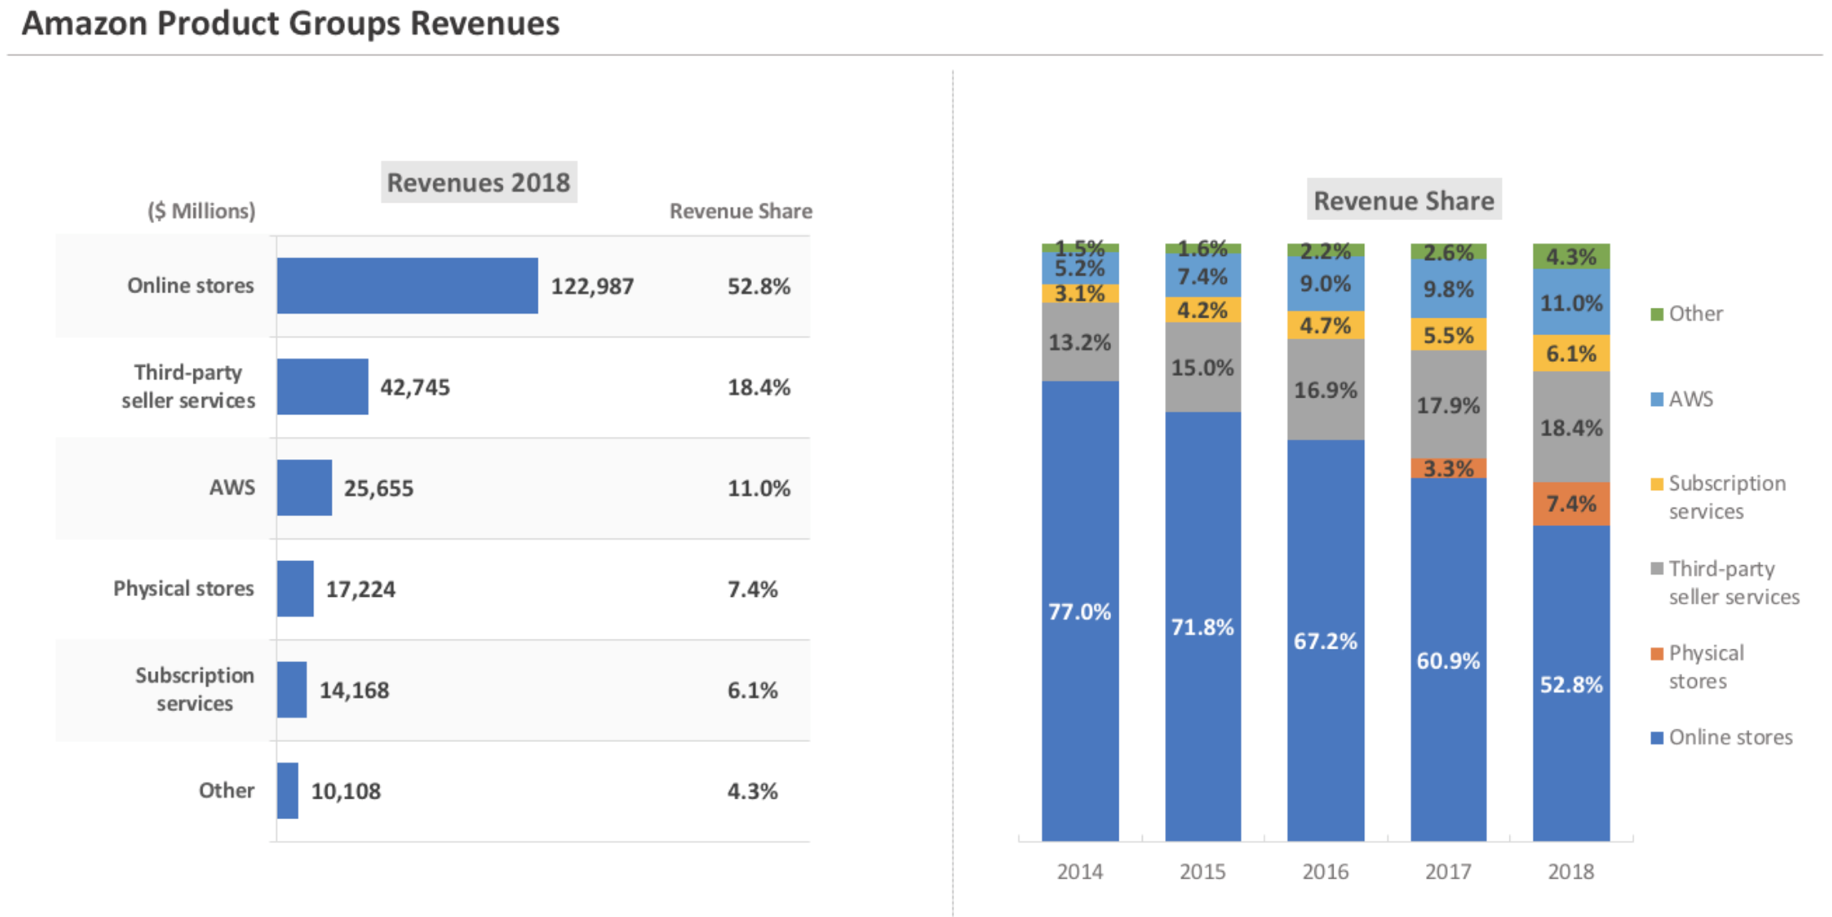 Amazon Product Groups Revenues
Revenues 2018
($ Millions)
Revenue Share
Online stores
122,987
52.8%
Third-party
seller services
42,745
18.4%
AWS
25,655
11.0%
Physical stores
17,224
7.4%
Subscription
services
14,168
6.1%
Other
10,108
4.3%
Revenue Share
1.5%
1.6%
2.2%
2.6%
4.3%
5.2%
7.4%
9.0%
9.8%
11.0%
3.1%
4.2%
4.7%
5.5%
6.1%
13.2%
15.0%
16.9%
17.9%
18.4%
3.3%
7.4%
77.0%
71.8%
67.2%
60.9%
52.8%
2014
2015
2016
2017
2018
Other
AWS
Subscription
services
Third-party
seller services
Physical
stores
Online stores